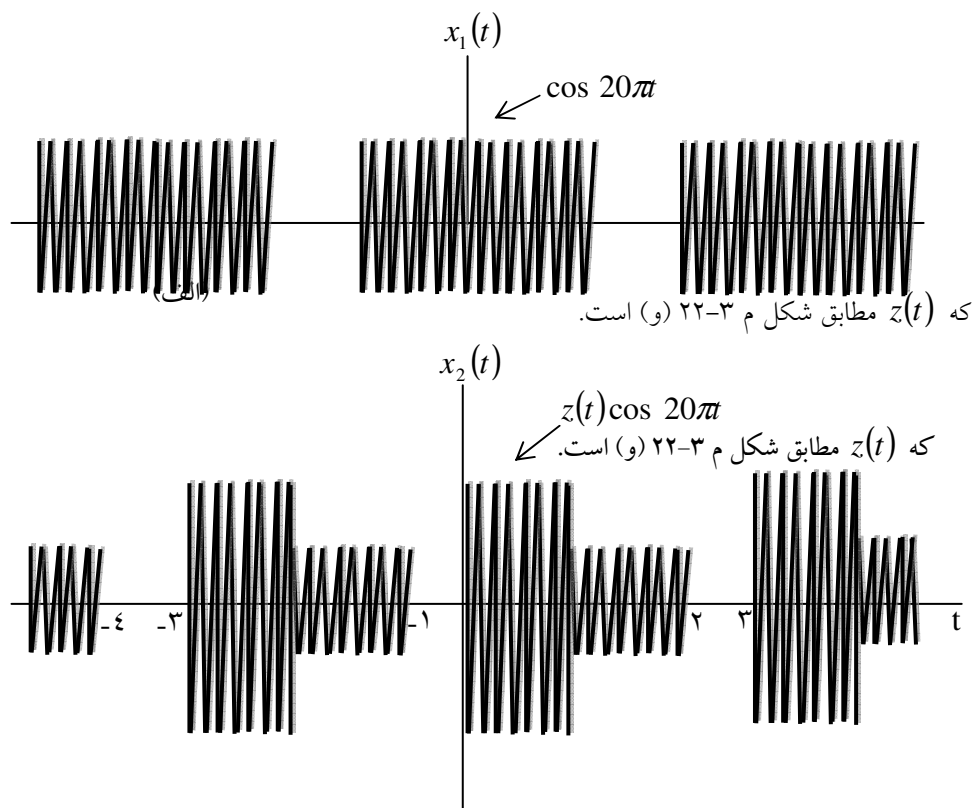 x₁(t)
cos 20πt
(الف)
که z(t) مطابق شکل م ۳-۲۲ (و) است.
x₂(t)
z(t)cos 20πt
که z(t) مطابق شکل م ۳-۲۲ (و) است.
-۴ -۳ -۱ ۲ ۳ t